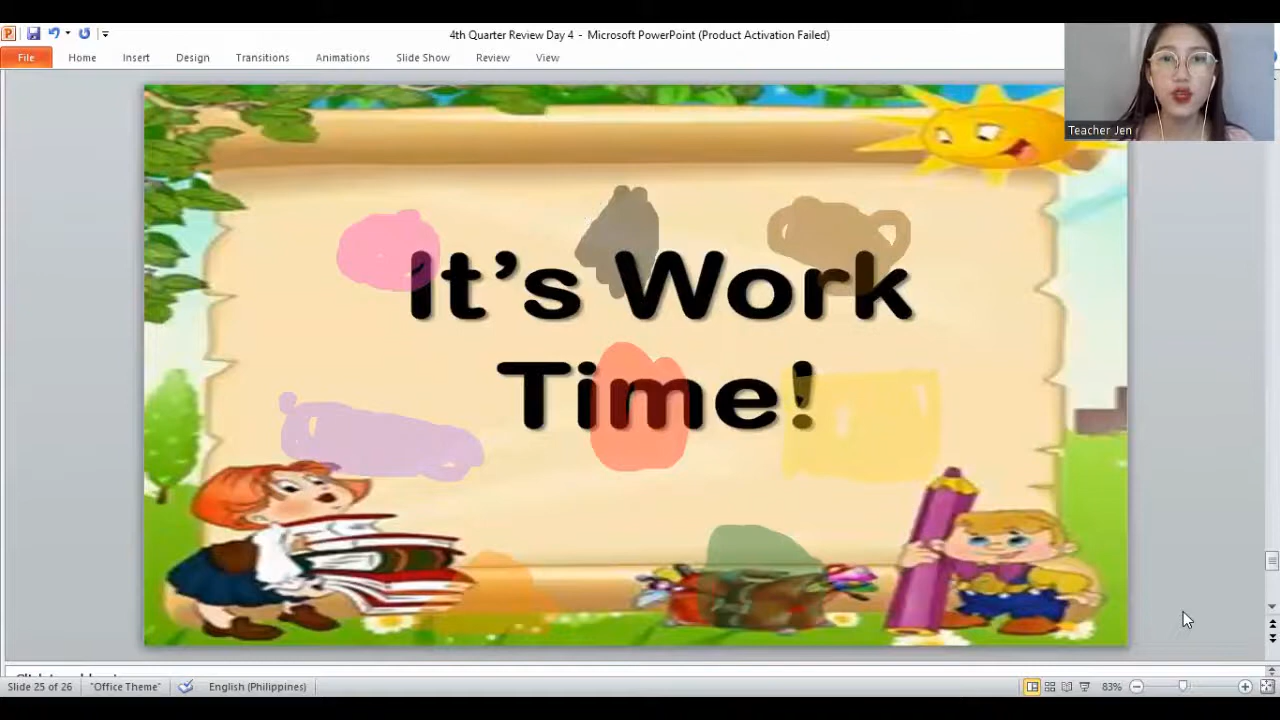 4th Quarter Review Day 4 - Microsoft PowerPoint (Product Activation Failed)
File Home Insert Design Transitions Animations Slide Show Review View
Teacher Jen
It's Work
Time!
Slide 25 of 26 "Office Theme" English (Philippines) 83%